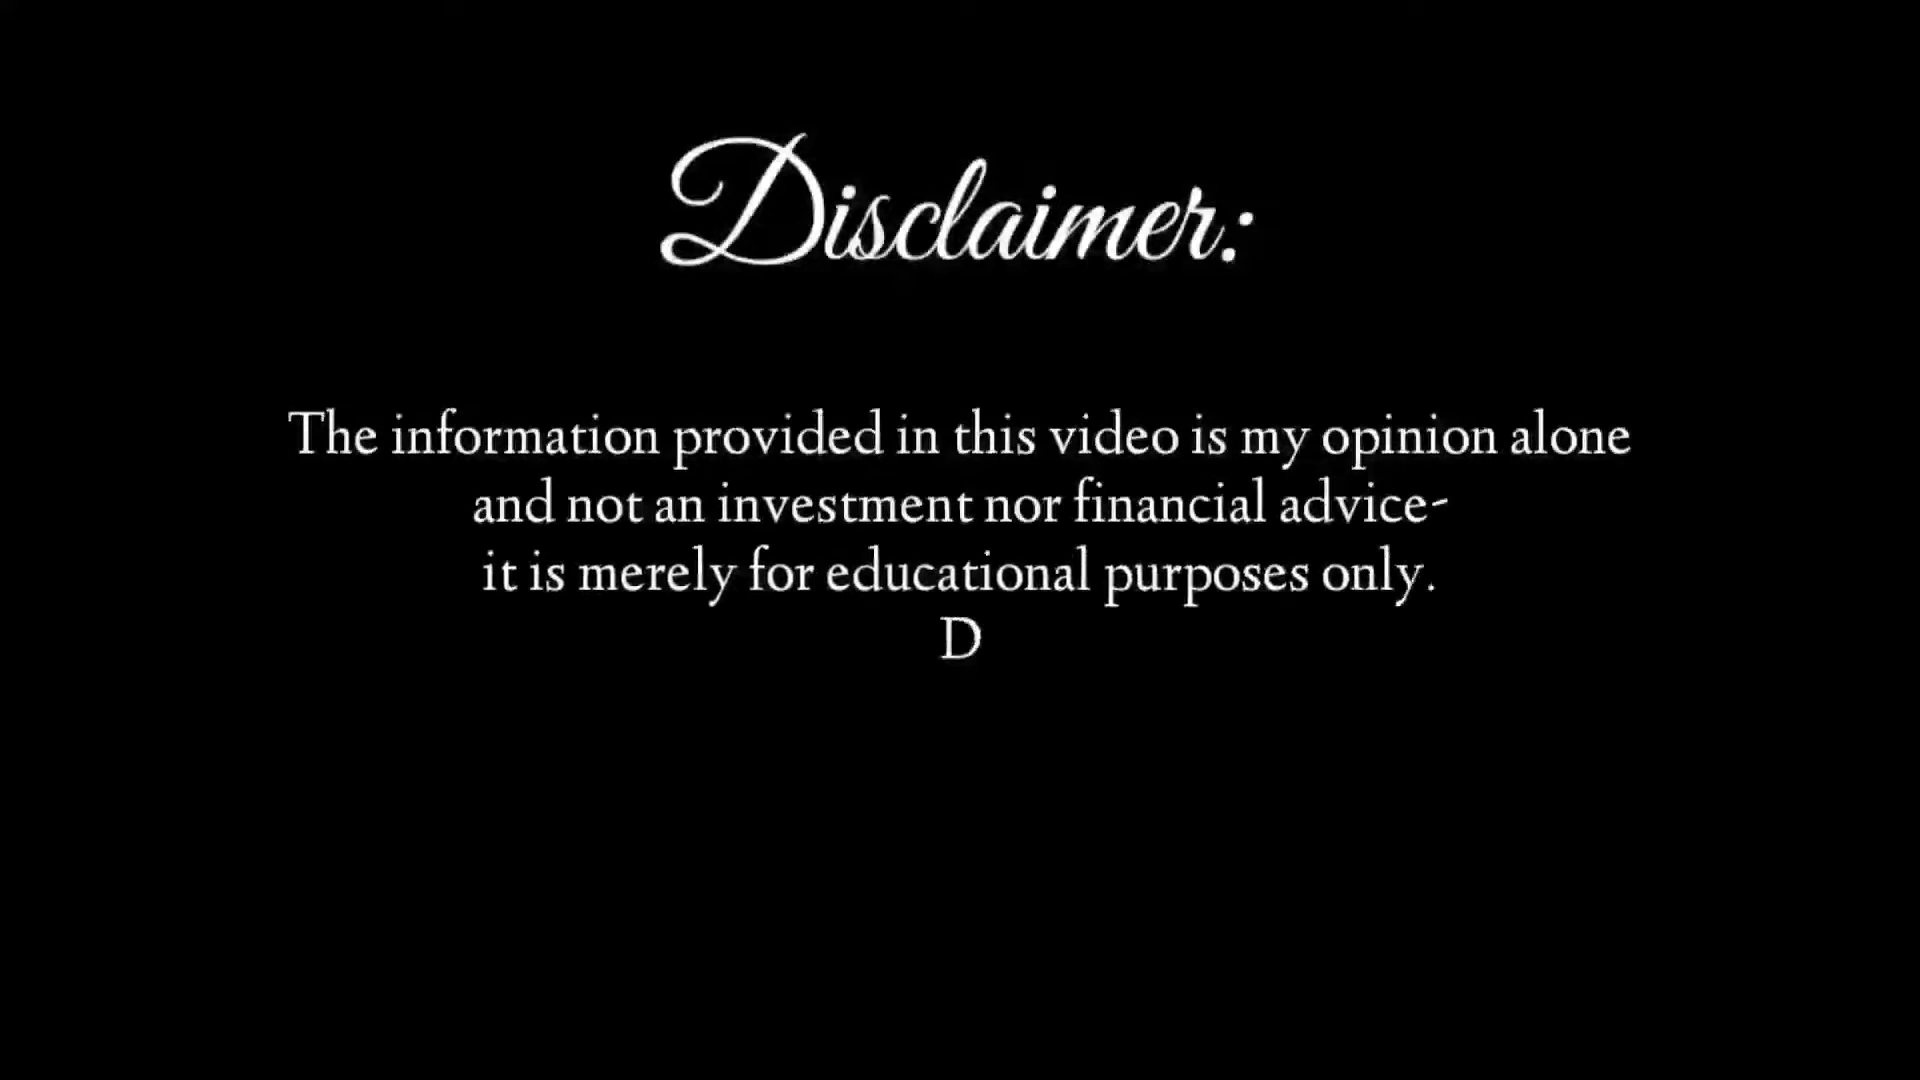 Disclaimer:
The information provided in this video is my opinion alone
and not an investment nor financial advice-
it is merely for educational purposes only.
D